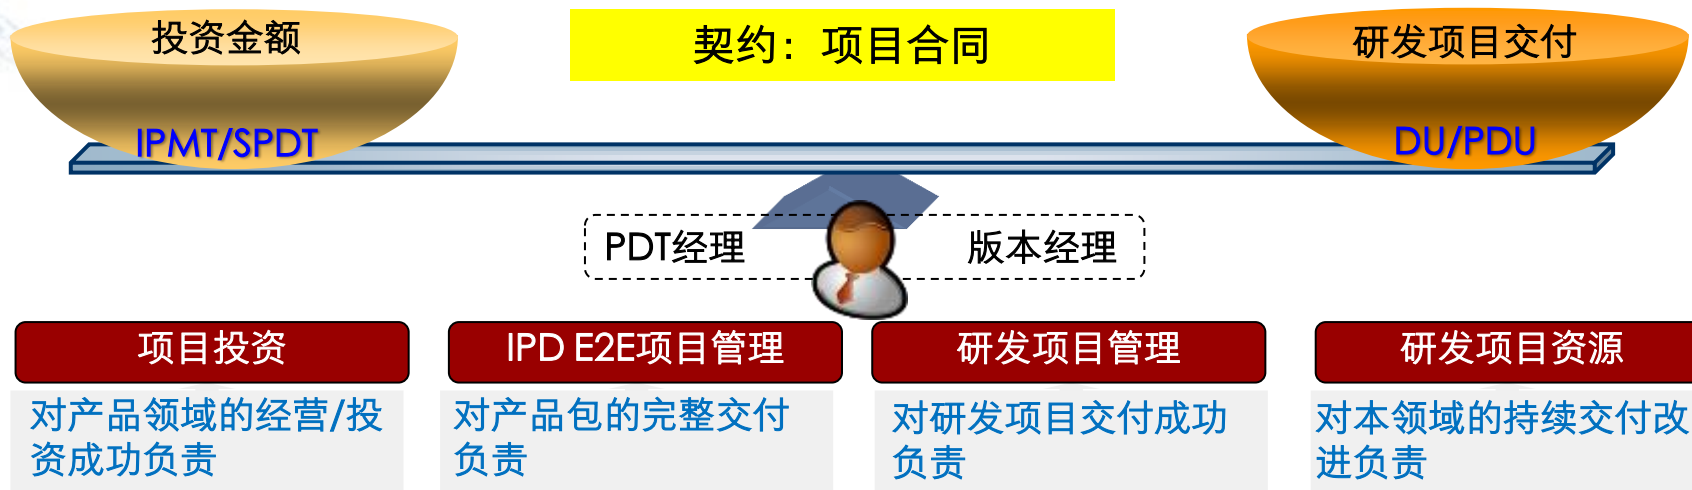 投资金额
契约：项目合同
研发项目交付
IPMT/SPDT
DU/PDU
PDT经理
版本经理
项目投资
IPD E2E项目管理
研发项目管理
研发项目资源
对产品领域的经营/投
资成功负责
对产品包的完整交付
负责
对研发项目交付成功
负责
对本领域的持续交付改
进负责